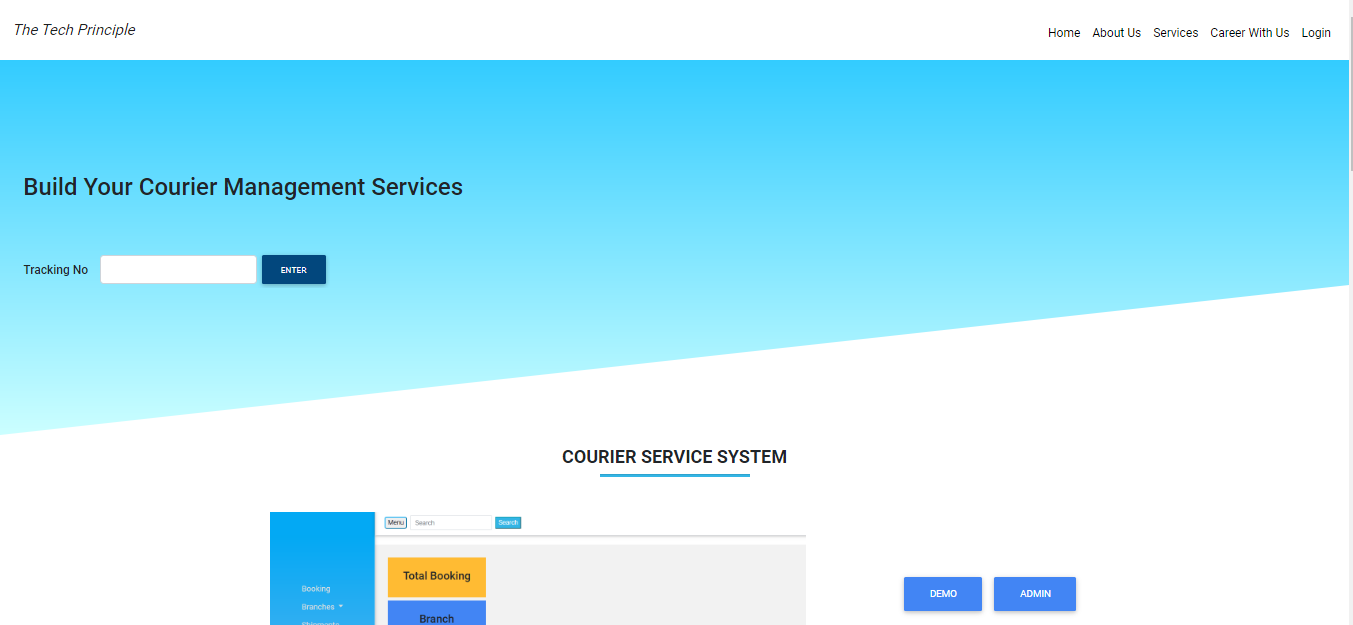 The Tech Principle
Home About Us Services Career With Us Login
Build Your Courier Management Services
Tracking No ENTER
COURIER SERVICE SYSTEM
Menu Search Search
Total Booking
Booking
Branches
Branch
Shipments
DEMO ADMIN